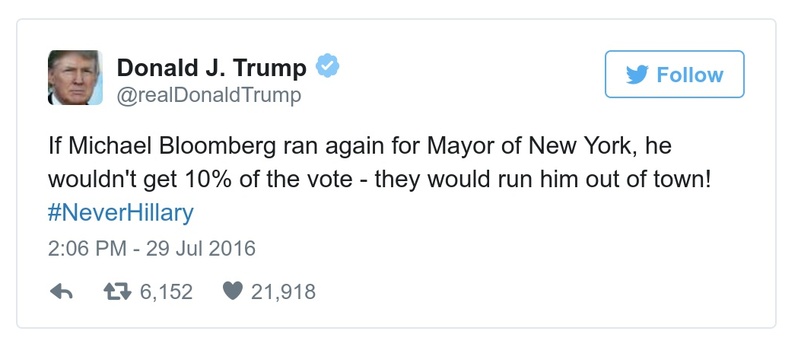 Donald J. Trump
@realDonaldTrump
Follow
If Michael Bloomberg ran again for Mayor of New York, he
wouldn't get 10% of the vote - they would run him out of town!
#NeverHillary
2:06 PM - 29 Jul 2016
6,152 21,918